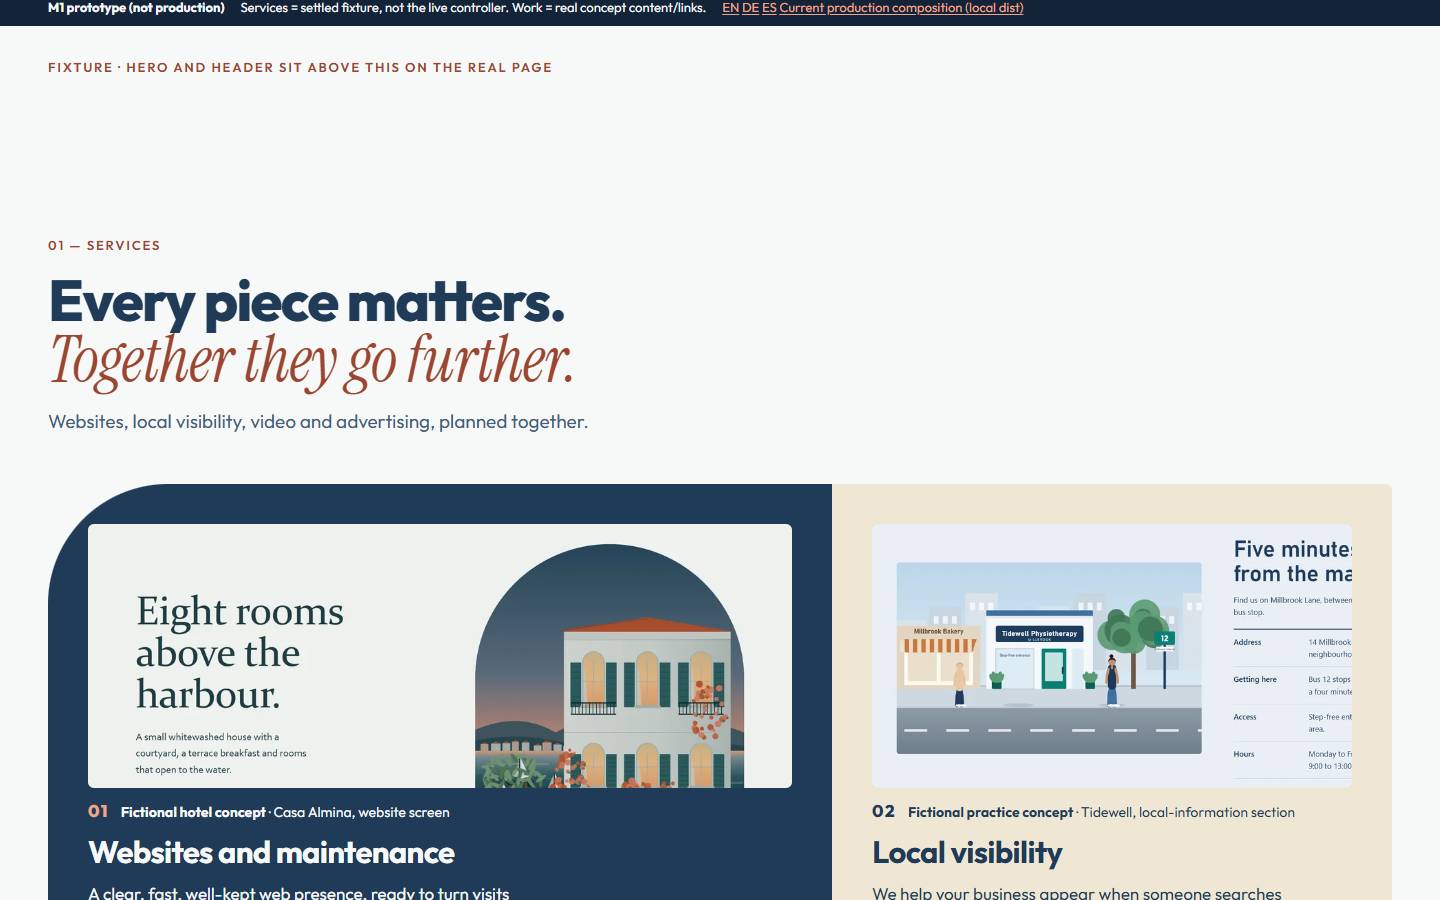 M1 prototype (not production) Services = settled fixture, not the live controller. Work = real concept content/links. EN DE ES Current production composition (local dist)
FIXTURE · HERO AND HEADER SIT ABOVE THIS ON THE REAL PAGE
01 — SERVICES
Every piece matters.
Together they go further.
Websites, local visibility, video and advertising, planned together.
Eight rooms
above the
harbour.
A small whitewashed house with a
courtyard, a terrace breakfast and rooms
that open to the water.
01 Fictional hotel concept · Casa Almina, website screen
Websites and maintenance
A clear, fast, well-kept web presence, ready to turn visits
Millbrook Bakery
Tidewell Physiotherapy
MILLBROOK
Step-free entrance
12
Five minutes
from the ma
Find us on Millbrook Lane, between
bus stop.
Address 14 Millbrook
neighbourho
Getting here Bus 12 stops
a four minute
Access Step-free ent
area.
Hours Monday to Fr
9:00 to 13:00
02 Fictional practice concept · Tidewell, local-information section
Local visibility
We help your business appear when someone searches